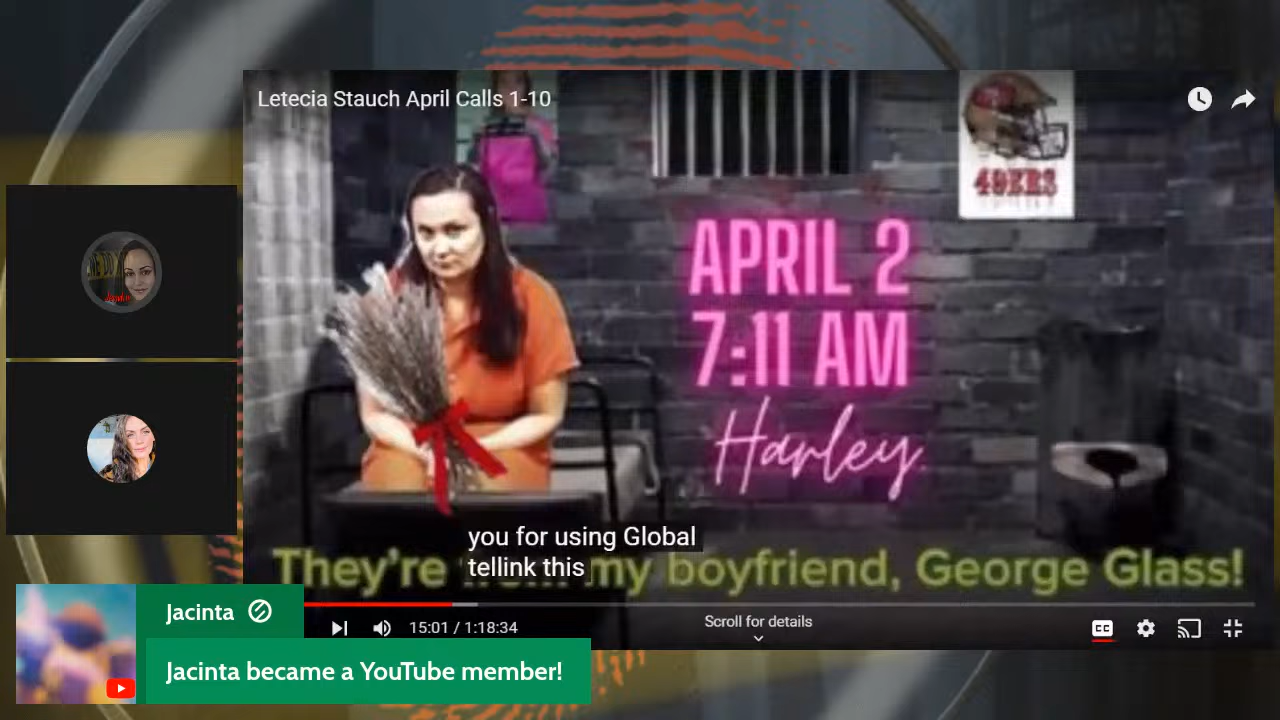 Letecia Stauch April Calls 1-10
49ERS
APRIL 2
7:11 AM
Harley
you for using Global
tellink this
They're my boyfriend, George Glass!
Jacinta
15:01 / 1:18:34
Scroll for details
CC
Jacinta became a YouTube member!